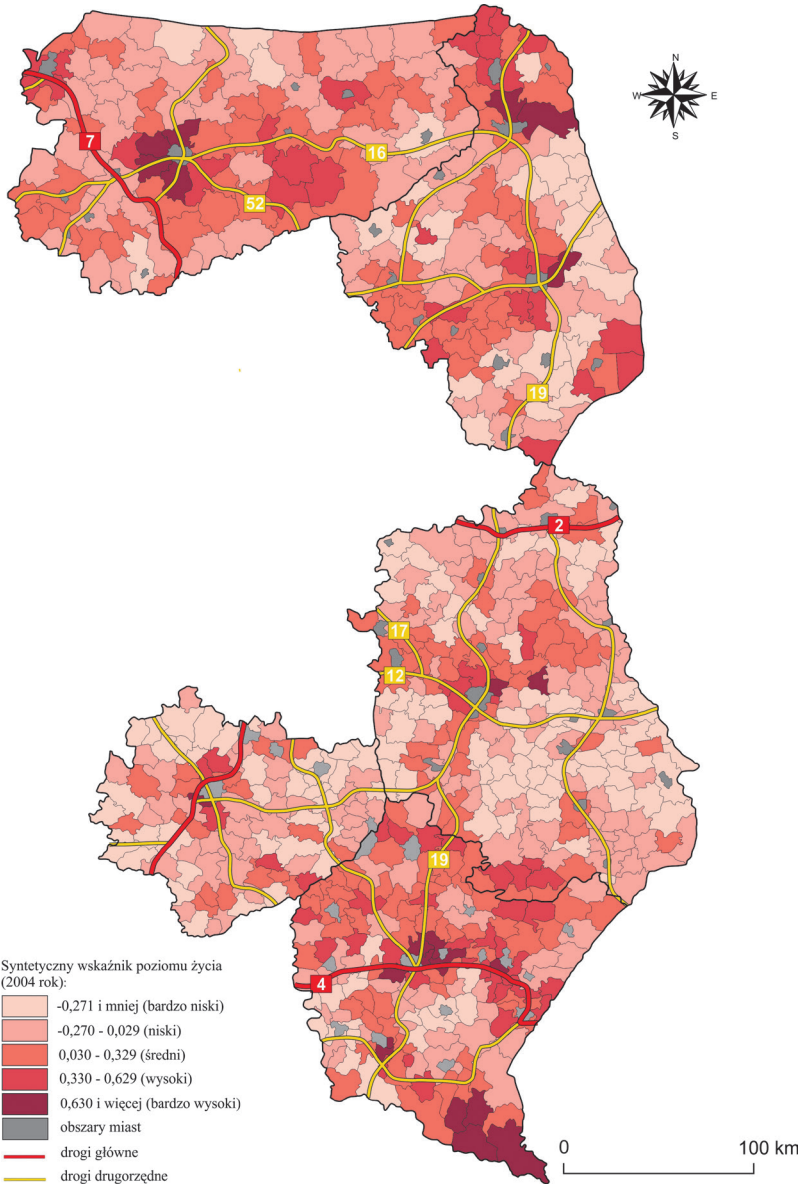 N
W E
S
7
16
52
19
2
17
12
19
4
Syntetyczny wskaźnik poziomu życia
(2004 rok):
-0,271 i mniej (bardzo niski)
-0,270 - 0,029 (niski)
0,030 - 0,329 (średni)
0,330 - 0,629 (wysoki)
0,630 i więcej (bardzo wysoki)
obszary miast
drogi główne
drogi drugorzędne
0 100 km